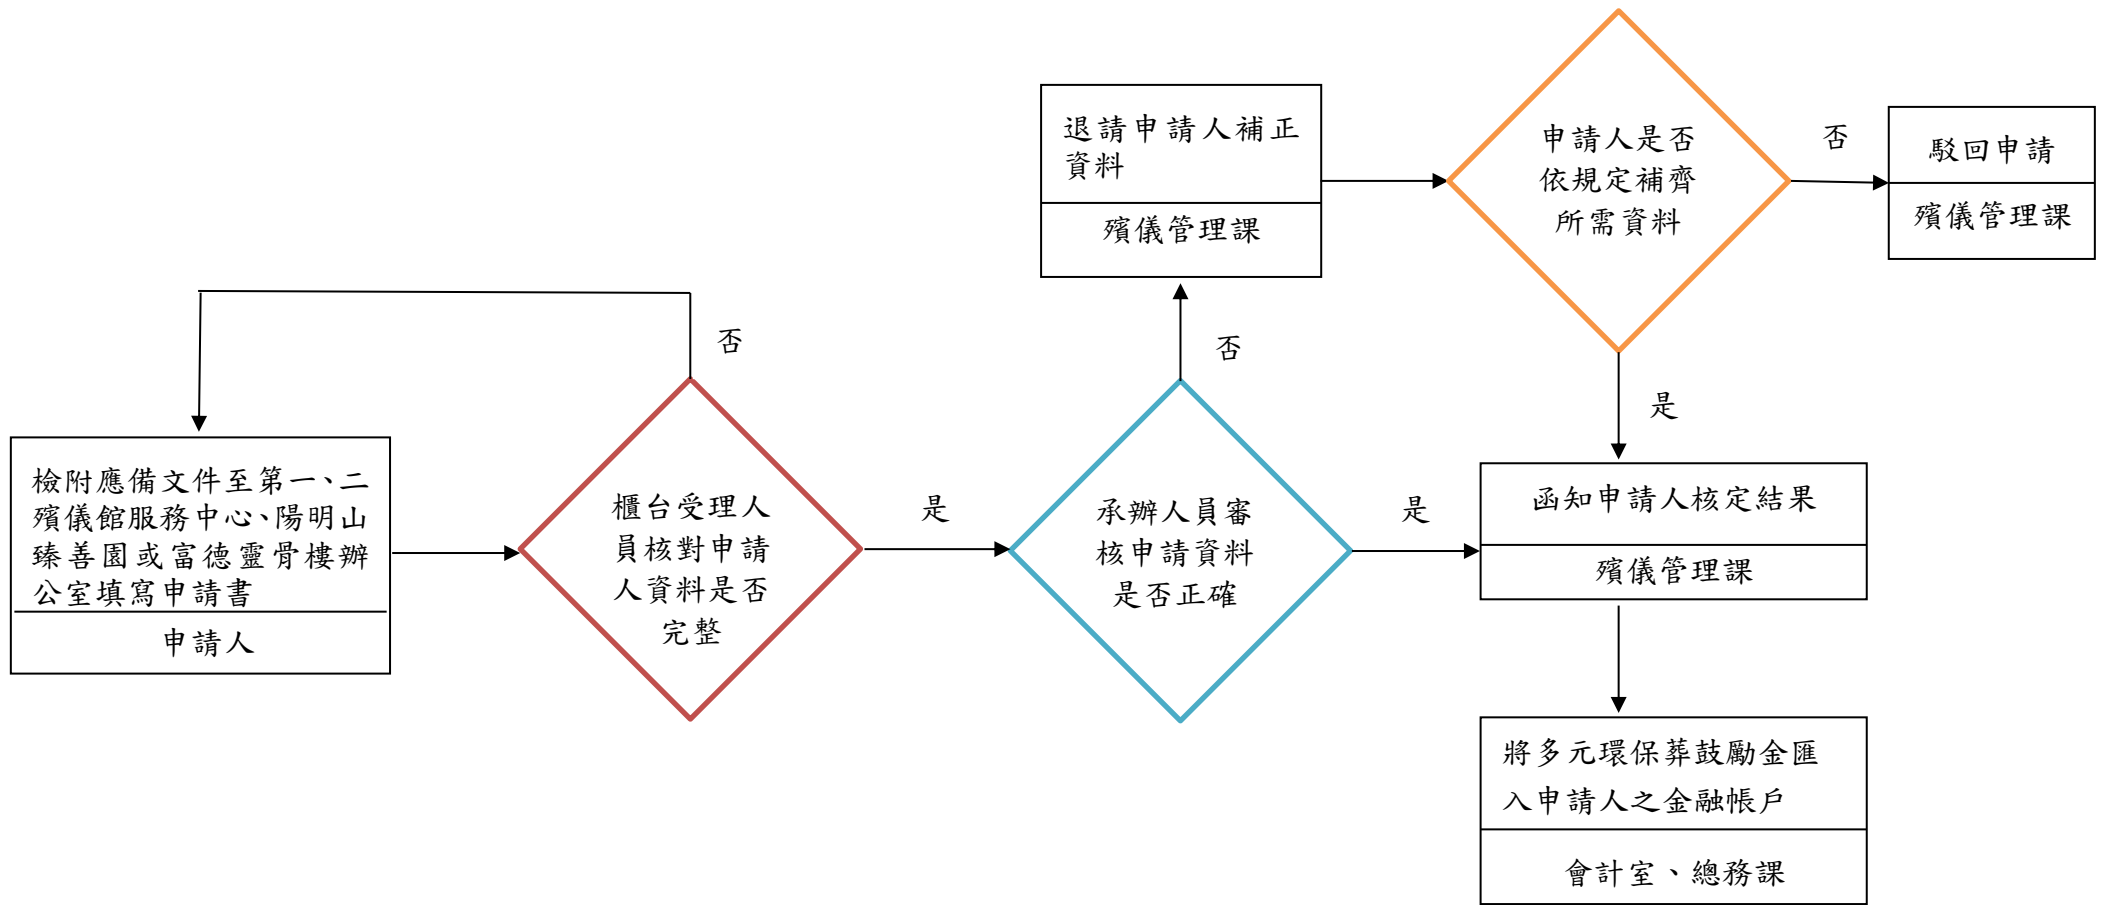 檢附應備文件至第一、二
殯儀館服務中心、陽明山
臻善園或富德靈骨樓辦
公室填寫申請書
申請人
否
櫃台受理人
員核對申請
人資料是否
完整
是
承辦人員審
核申請資料
是否正確
否
退請申請人補正
資料
殯儀管理課
申請人是否
依規定補齊
所需資料
否
駁回申請
殯儀管理課
是
是
函知申請人核定結果
殯儀管理課
將多元環保葬鼓勵金匯
入申請人之金融帳戶
會計室、總務課